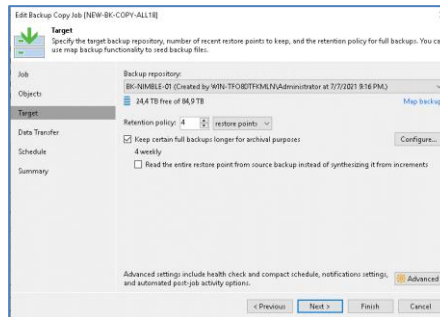 Edit Backup Copy Job [NEW-BK-COPY-ALL18]
Target
Specify the target backup repository, number of recent restore points to keep, and the retention policy for full backups. You can
use map backup functionality to seed backup files.
Job
Objects
Target
Data Transfer
Schedule
Summary
Backup repository:
BK-NIMBLE-01 (Created by WIN-TFO8DTFKMLN\Administrator at 7/7/2021 9:16 PM.)
24,4 TB free of 84,9 TB
Map backup
Retention policy: 4 restore points
Keep certain full backups longer for archival purposes
Configure...
4 weekly
Read the entire restore point from source backup instead of synthesizing it from increments
Advanced settings include health check and compact schedule, notifications settings,
and automated post-job activity options.
Advanced
< Previous Next > Finish Cancel